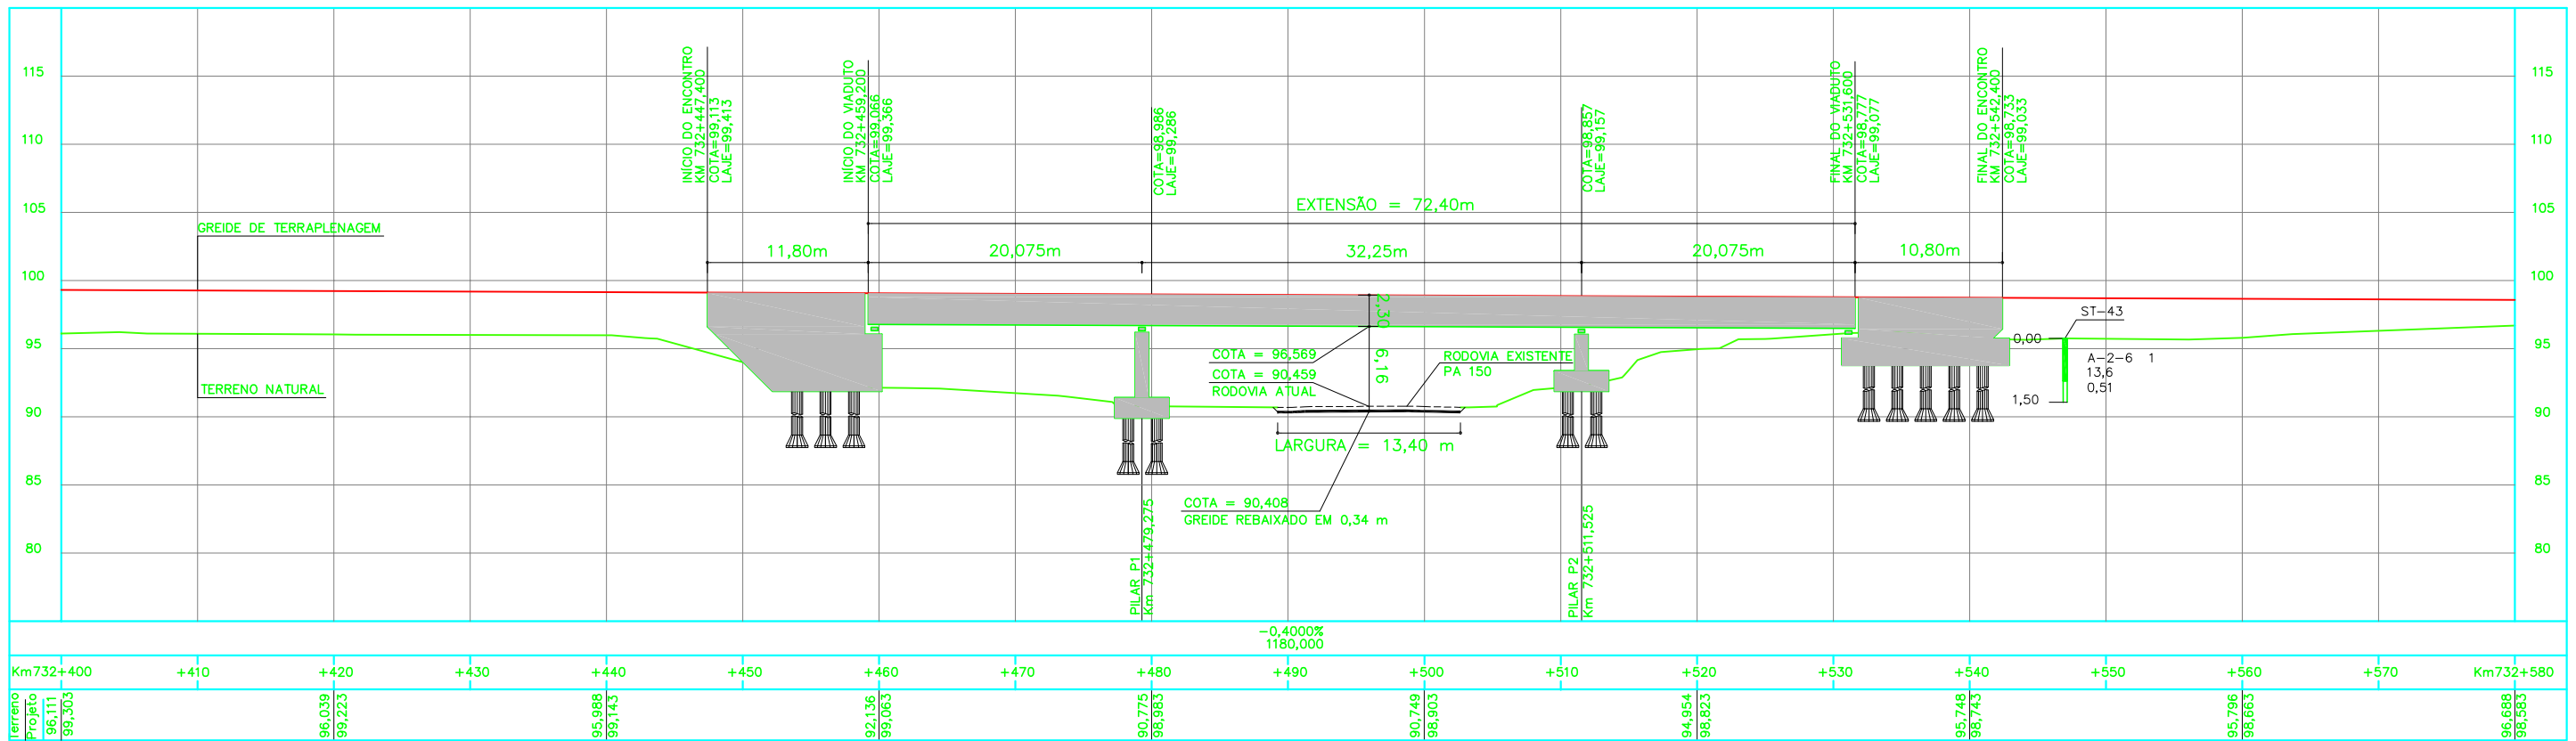 INÍCIO DO ENCONTRO
KM 732+447,400
COTA=99,113
LAJE=99,413
INÍCIO DO VIADUTO
KM 732+459,200
COTA=99,066
LAJE=99,366
COTA=98,986
LAJE=99,286
COTA=98,857
LAJE=99,157
FINAL DO VIADUTO
KM 732+531,600
COTA=98,777
LAJE=99,077
FINAL DO ENCONTRO
KM 732+542,400
COTA=98,733
LAJE=99,033
115
115
110
110
105
105
100
100
95
95
90
90
85
85
80
80
EXTENSÃO = 72,40m
GREIDE DE TERRAPLENAGEM
11,80m
20,075m
32,25m
20,075m
10,80m
2,30
6,16
ST-43
0,00
A-2-6 1
13,6
0,51
1,50
COTA = 96,569
COTA = 90,459
RODOVIA ATUAL
RODOVIA EXISTENTE
PA 150
TERRENO NATURAL
LARGURA = 13,40 m
COTA = 90,408
GREIDE REBAIXADO EM 0,34 m
PILAR P1
Km 732+479,275
PILAR P2
Km 732+511,525
-0,4000%
1180,000
Km732+400
+410
+420
+430
+440
+450
+460
+470
+480
+490
+500
+510
+520
+530
+540
+550
+560
+570
Km732+580
Terreno
Projeto
96,111
99,303
96,039
99,223
95,988
99,143
92,136
99,063
90,775
98,983
90,749
98,903
94,954
98,823
95,748
98,743
95,796
98,663
96,688
98,583